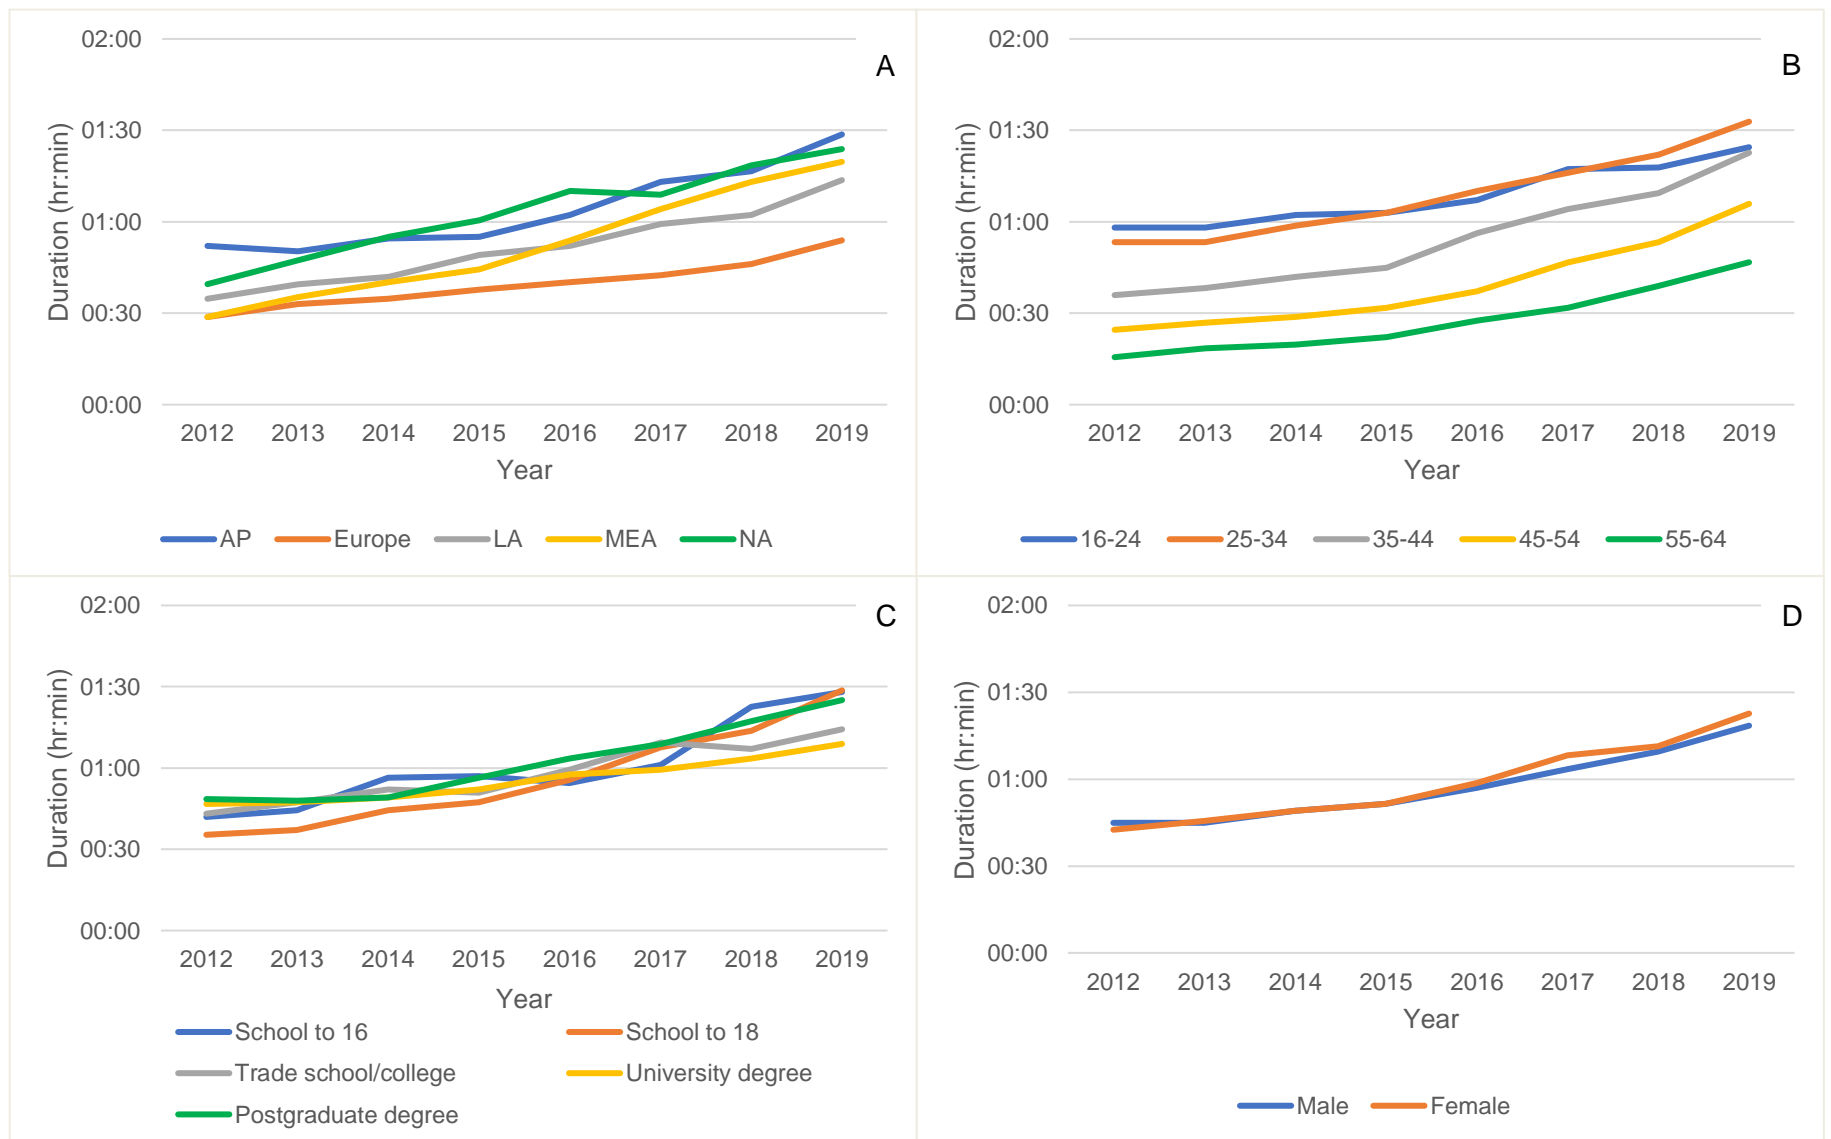 A
02:00
01:30
01:00
00:30
00:00
Duration (hr:min)
2012 2013 2014 2015 2016 2017 2018 2019
Year
AP Europe LA MEA NA
B
02:00
01:30
01:00
00:30
00:00
Duration (hr:min)
2012 2013 2014 2015 2016 2017 2018 2019
Year
16-24 25-34 35-44 45-54 55-64
C
02:00
01:30
01:00
00:30
00:00
Duration (hr:min)
2012 2013 2014 2015 2016 2017 2018 2019
Year
School to 16 School to 18
Trade school/college University degree
Postgraduate degree
D
02:00
01:30
01:00
00:30
00:00
Duration (hr:min)
2012 2013 2014 2015 2016 2017 2018 2019
Year
Male Female